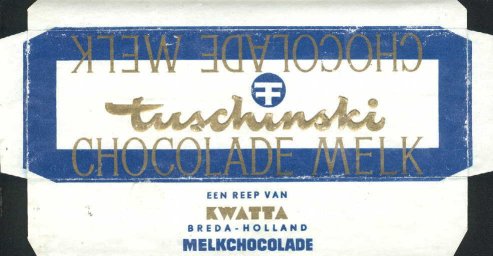 CHOCOLADE MELK
tuschinski
CHOCOLADE MELK
EEN REEP VAN
KWATTA
BREDA-HOLLAND
MELKCHOCOLADE